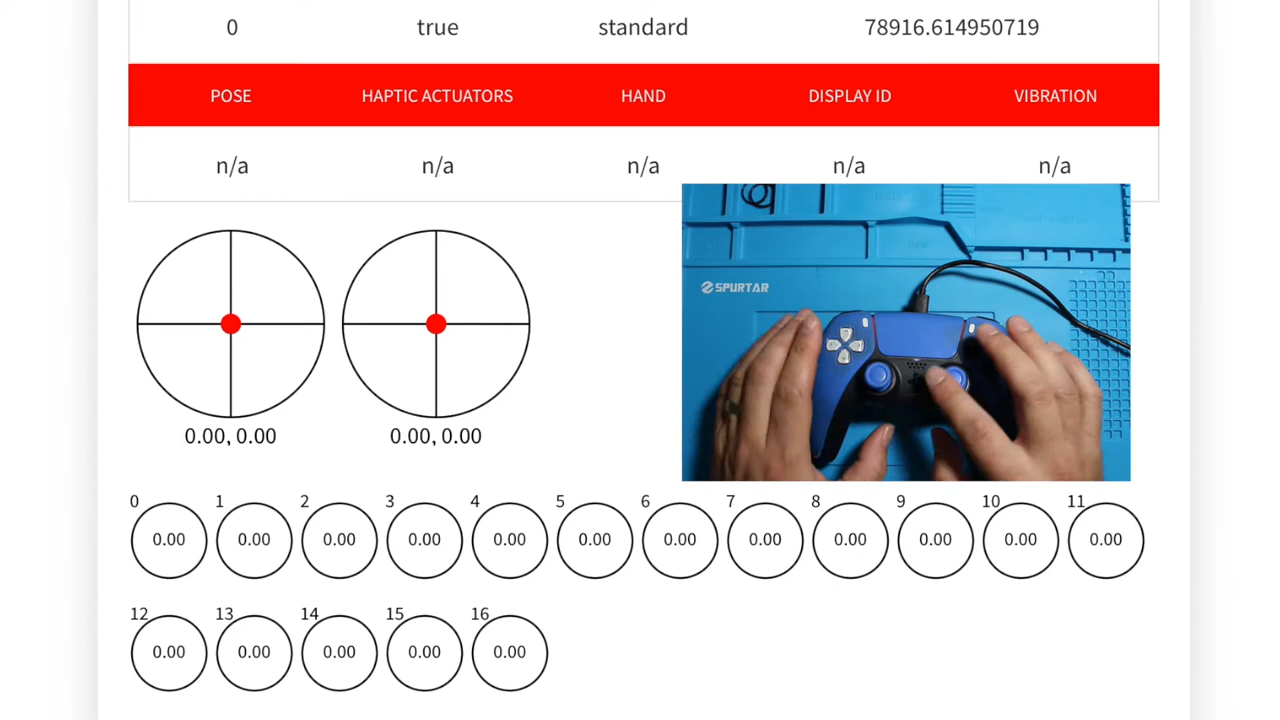 0 true standard 78916.614950719
POSE HAPTIC ACTUATORS HAND DISPLAY ID VIBRATION
n/a n/a n/a n/a n/a
SPURTAR
0.00, 0.00 0.00, 0.00
0 1 2 3 4 5 6 7 8 9 10 11
0.00 0.00 0.00 0.00 0.00 0.00 0.00 0.00 0.00 0.00 0.00 0.00
12 13 14 15 16
0.00 0.00 0.00 0.00 0.00